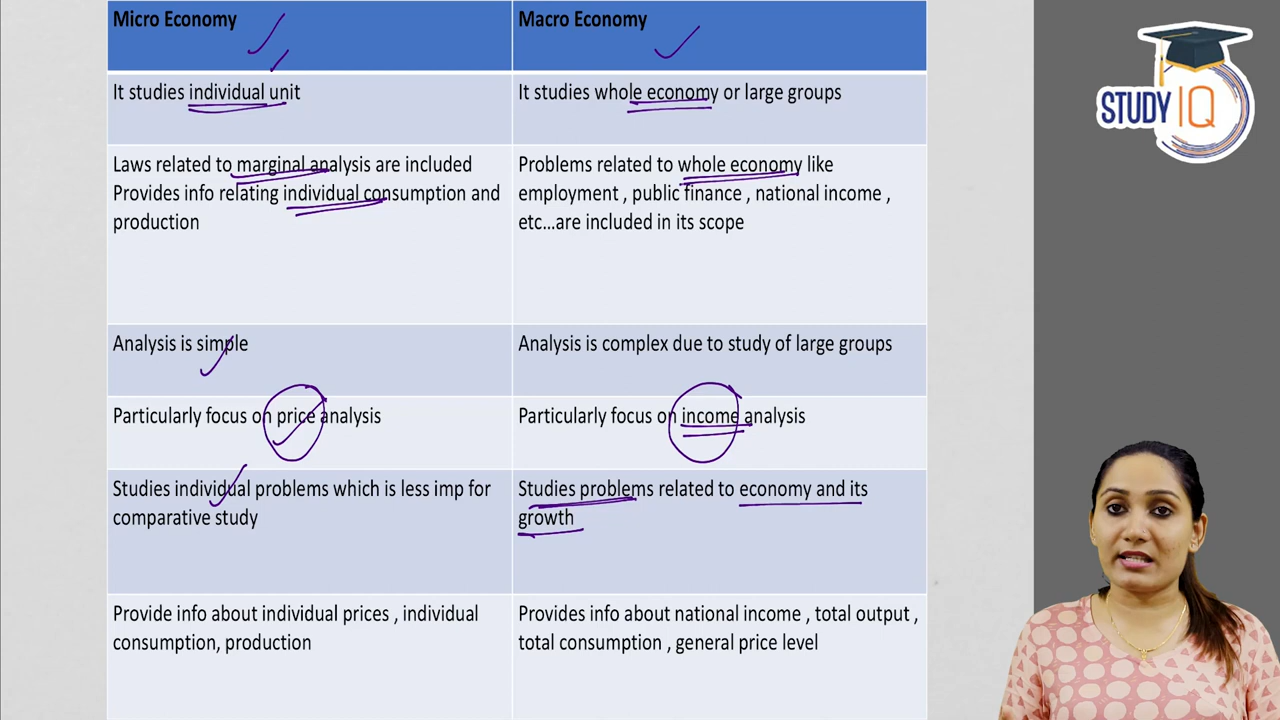 Micro Economy
Macro Economy
It studies individual unit
It studies whole economy or large groups
Laws related to marginal analysis are included
Provides info relating individual consumption and
production
Problems related to whole economy like
employment , public finance , national income ,
etc...are included in its scope
Analysis is simple
Analysis is complex due to study of large groups
Particularly focus on price analysis
Particularly focus on income analysis
Studies individual problems which is less imp for
comparative study
Studies problems related to economy and its
growth
Provide info about individual prices , individual
consumption, production
Provides info about national income , total output ,
total consumption , general price level
STUDY IQ